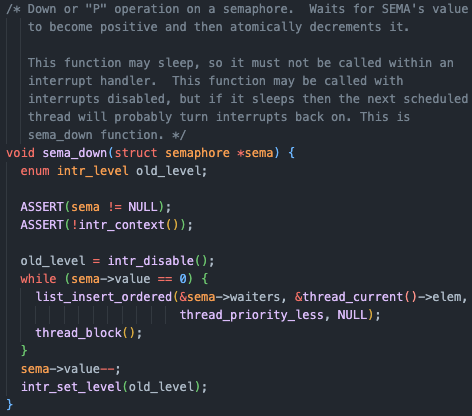 /* Down or "P" operation on a semaphore.  Waits for SEMA's value
   to become positive and then atomically decrements it.

   This function may sleep, so it must not be called within an
   interrupt handler.  This function may be called with
   interrupts disabled, but if it sleeps then the next scheduled
   thread will probably turn interrupts back on. This is
   sema_down function. */
void sema_down(struct semaphore *sema) {
  enum intr_level old_level;

  ASSERT(sema != NULL);
  ASSERT(!intr_context());

  old_level = intr_disable();
  while (sema->value == 0) {
    list_insert_ordered(&sema->waiters, &thread_current()->elem,
                        thread_priority_less, NULL);
    thread_block();
  }
  sema->value--;
  intr_set_level(old_level);
}